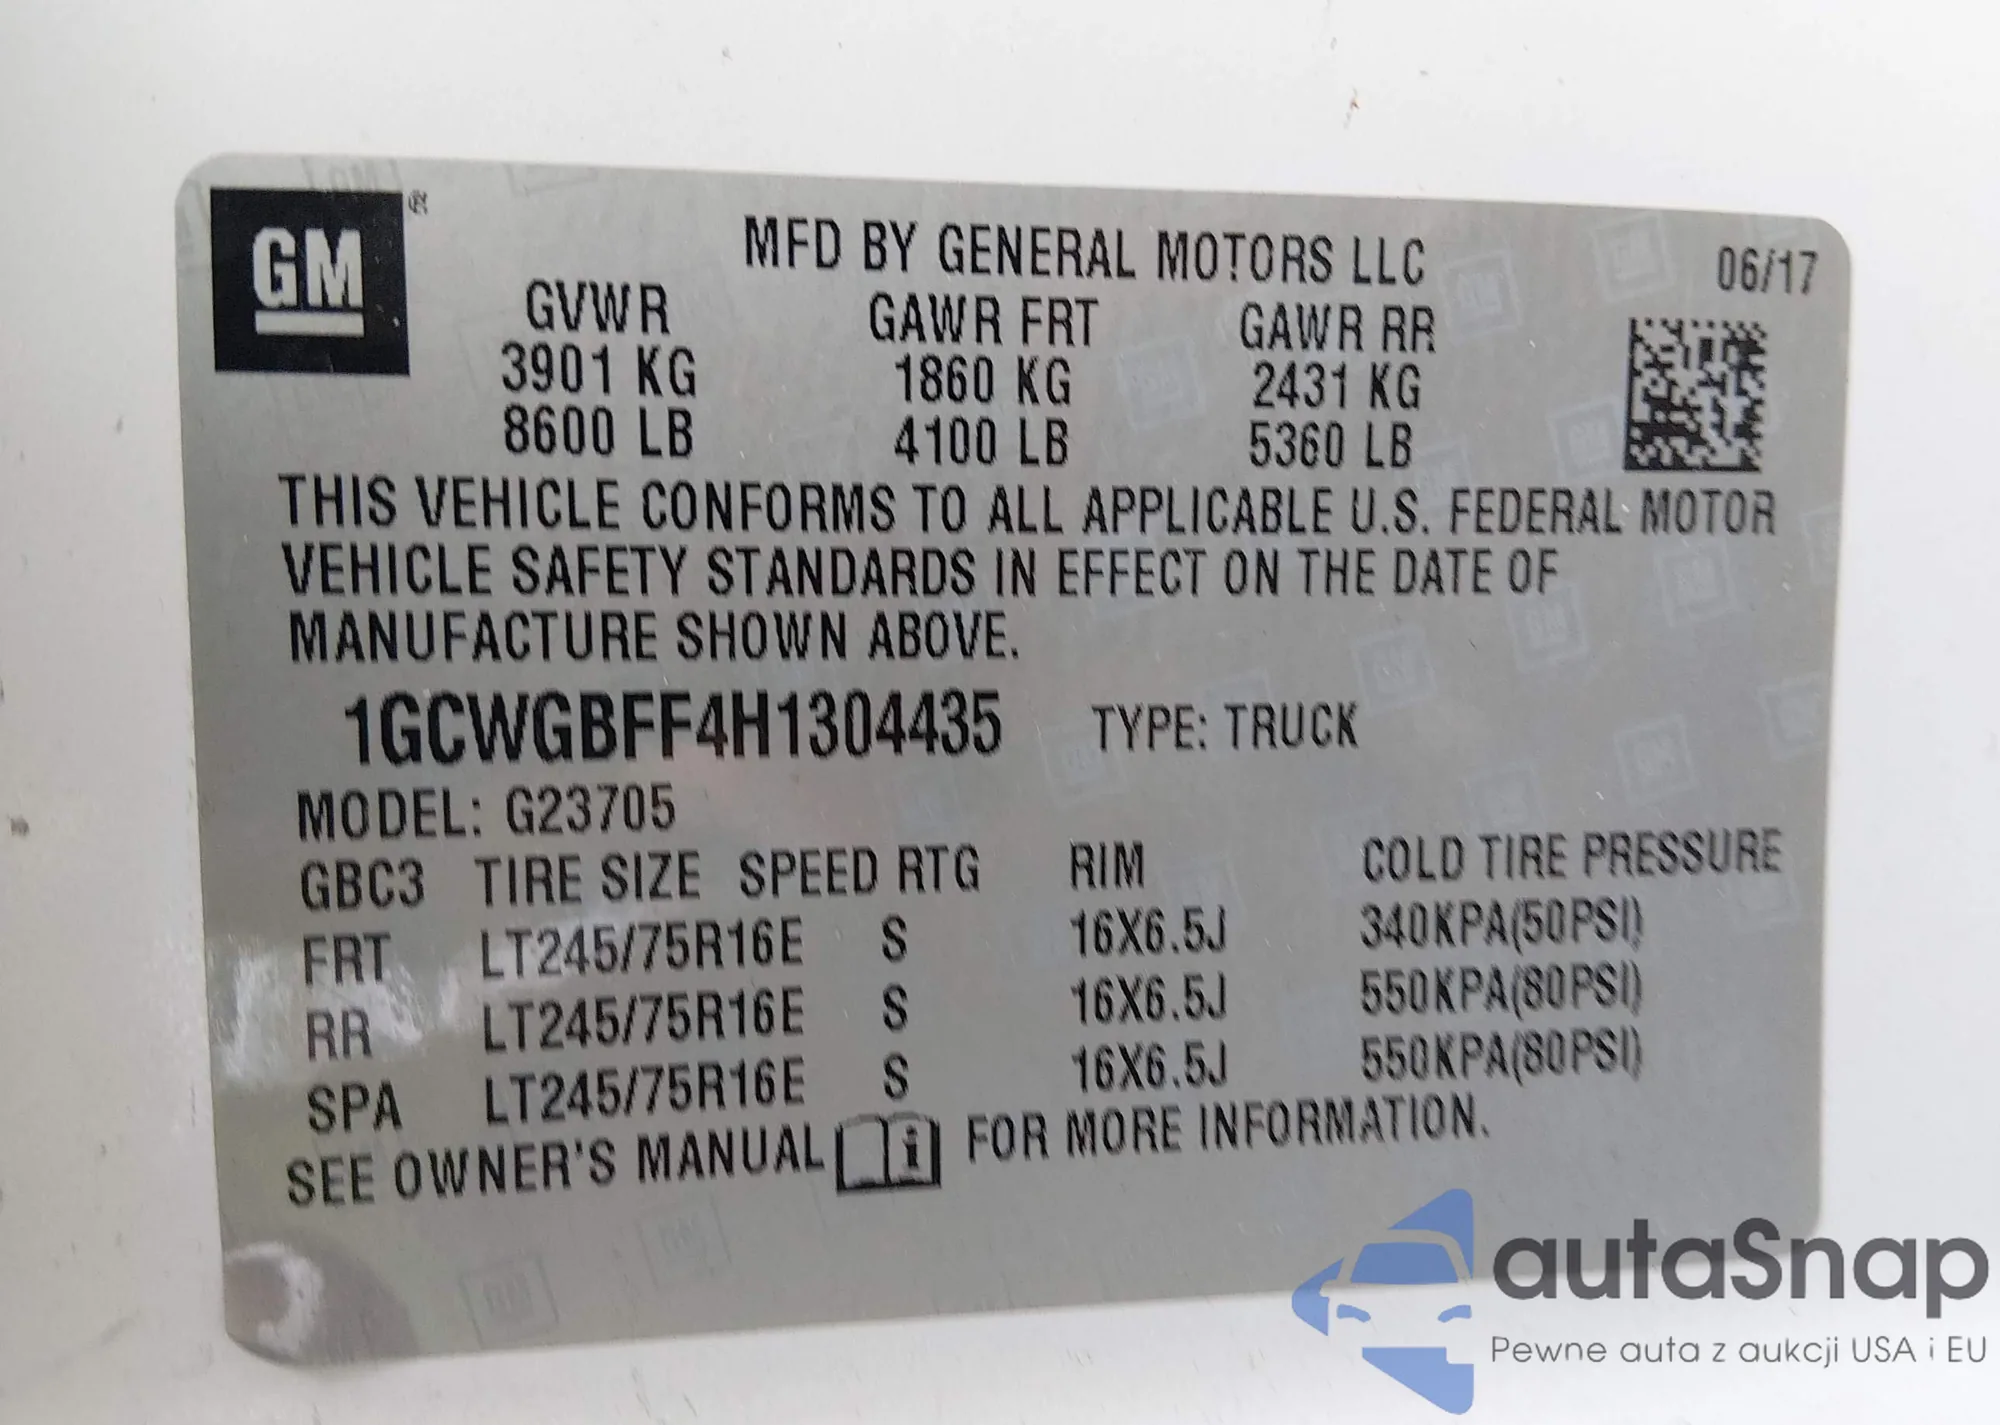 GM®
MFD BY GENERAL MOTORS LLC 06/17
GVWR GAWR FRT GAWR RR
3901 KG 1860 KG 2431 KG
8600 LB 4100 LB 5360 LB
THIS VEHICLE CONFORMS TO ALL APPLICABLE U.S. FEDERAL MOTOR
VEHICLE SAFETY STANDARDS IN EFFECT ON THE DATE OF
MANUFACTURE SHOWN ABOVE.
1GCWGBFF4H1304435 TYPE: TRUCK
MODEL: G23705
GBC3 TIRE SIZE SPEED RTG RIM COLD TIRE PRESSURE
FRT LT245/75R16E S 16X6.5J 340KPA(50PSI)
RR LT245/75R16E S 16X6.5J 550KPA(80PSI)
SPA LT245/75R16E S 16X6.5J 550KPA(80PSI)
SEE OWNER'S MANUAL i FOR MORE INFORMATION.
autaSnap
Pewne auta z aukcji USA i EU